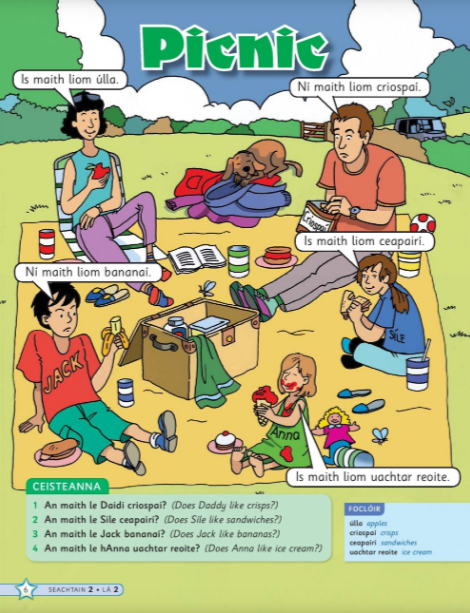 Picnic
Is maith liom úlla.
Ní maith liom criospaí.
Criospaí
Is maith liom ceapairí.
Ní maith liom bananaí.
JACK
SÍLE
Anna
Is maith liom uachtar reoite.
CEISTEANNA
1 An maith le Daidí criospaí? (Does Daddy like crisps?)
2 An maith le Síle ceapairí? (Does Síle like sandwiches?)
3 An maith le Jack bananaí? (Does Jack like bananas?)
4 An maith le hAnna uachtar reoite? (Does Anna like ice cream?)
FOCLÓIR
úlla apples
criospaí crisps
ceapairí sandwiches
uachtar reoite ice cream
6 SEACHTAIN 2 • LÁ 2